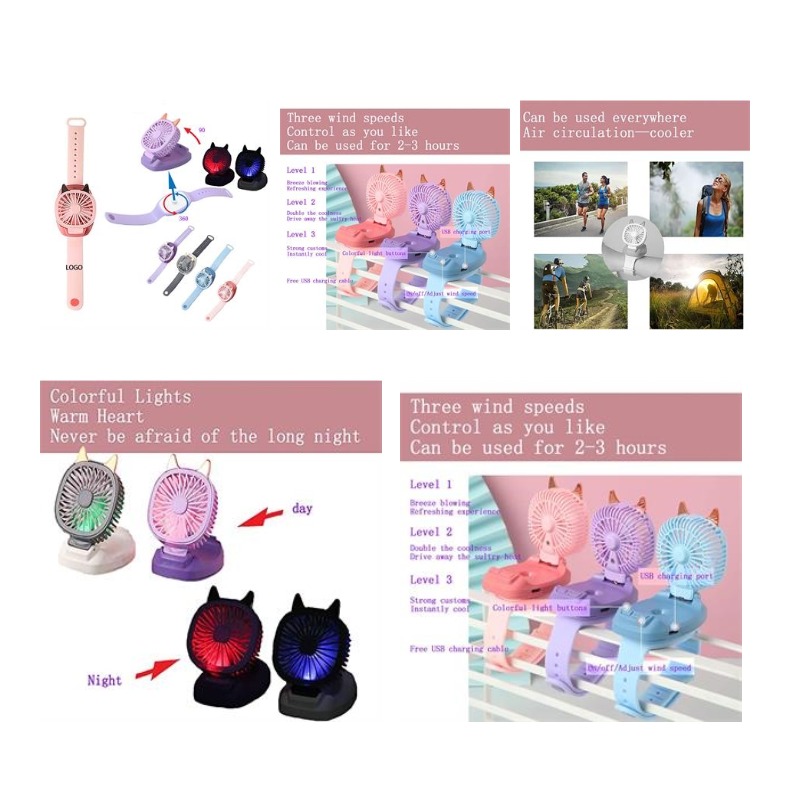 90
360
LOGO
Three wind speeds
Control as you like
Can be used for 2-3 hours
Level 1
Breeze blowing
Refreshing experience
Level 2
Double the coolness
Drive away the sultry heat
Level 3
Strong customs
Instantly cool
Free USB charging cable
USB charging port
Colorful light buttons
On/off/Adjust wind speed
Can be used everywhere
Air circulation—cooler
Colorful Lights
Warm Heart
Never be afraid of the long night
day
Night
Three wind speeds
Control as you like
Can be used for 2-3 hours
Level 1
Breeze blowing
Refreshing experience
Level 2
Double the coolness
Drive away the sultry heat
Level 3
Strong customs
Instantly cool
Free USB charging cable
USB charging port
Colorful light buttons
On/off/Adjust wind speed